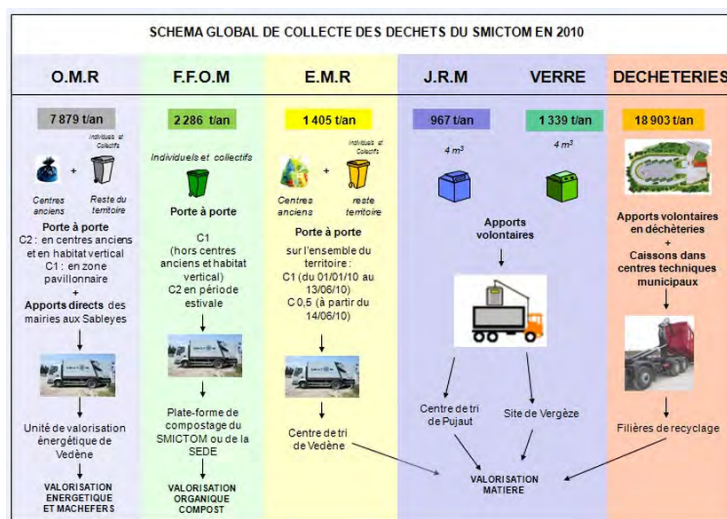 SCHEMA GLOBAL DE COLLECTE DES DECHETS DU SMICTOM EN 2010
O.M.R
7 879 t/an
Individuels et
Collectifs
+
Centres
anciens
Reste du
territoire
Porte à porte
C2 : en centres anciens
et en habitat vertical
C1 : en zone
pavillonnaire
+
Apports directs des
mairies aux Sableyes
Unité de valorisation
énergétique de
Vedène
VALORISATION
ENERGETIQUE
ET MACHEFERS
F.F.O.M
2 286 t/an
Individuels et collectifs
Porte à porte
C1
(hors centres
anciens et habitat
vertical)
C2 en période
estivale
Plate-forme de
compostage du
SMICTOM ou de la
SEDE
VALORISATION
ORGANIQUE
COMPOST
E.M.R
1 405 t/an
Individuels et
Collectifs
+
Centres
anciens
reste
territoire
Porte à porte
sur l'ensemble du
territoire :
C1 (du 01/01/10 au
13/06/10)
C 0,5 (à partir du
14/06/10)
Centre de tri
de Vedène
J.R.M
967 t/an
4 m³
VERRE
1 339 t/an
4 m³
Apports
volontaires
Centre de tri
de Pujaut
Site de Vergèze
VALORISATION
MATIERE
DECHETERIES
18 903 t/an
Apports volontaires
en déchèteries
+
Caissons dans
centres techniques
municipaux
Filières de recyclage